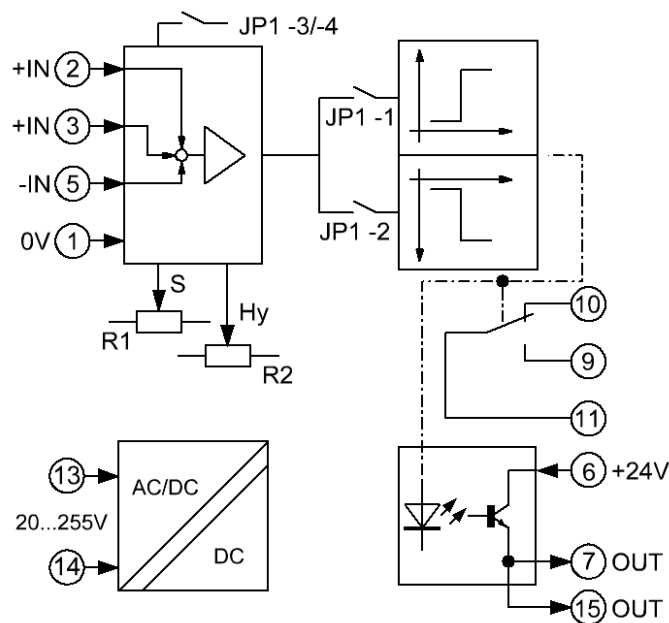 JP1 -3/-4
+IN 2
+IN 3
-IN 5
0V 1
JP1 -1
JP1 -2
S
Hy
R1
R2
10
9
11
13
AC/DC
20...255V
DC
14
6 +24V
7 OUT
15 OUT